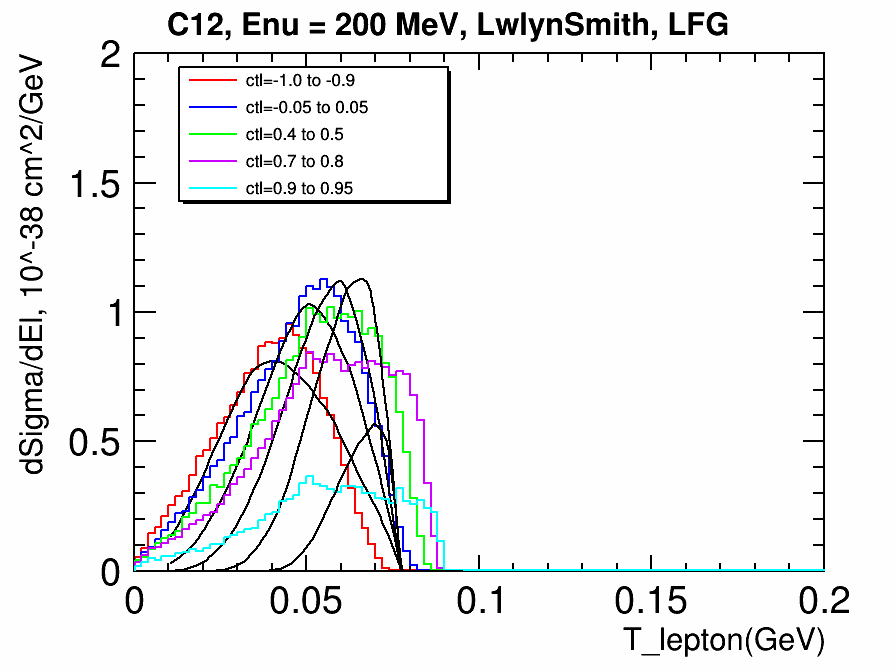 C12, Enu = 200 MeV, LwlynSmith, LFG
dSigma/dEl, 10^-38 cm^2/GeV
2
1.5
1
0.5
0
ctl=-1.0 to -0.9
ctl=-0.05 to 0.05
ctl=0.4 to 0.5
ctl=0.7 to 0.8
ctl=0.9 to 0.95
0
0.05
0.1
0.15
0.2
T_lepton(GeV)